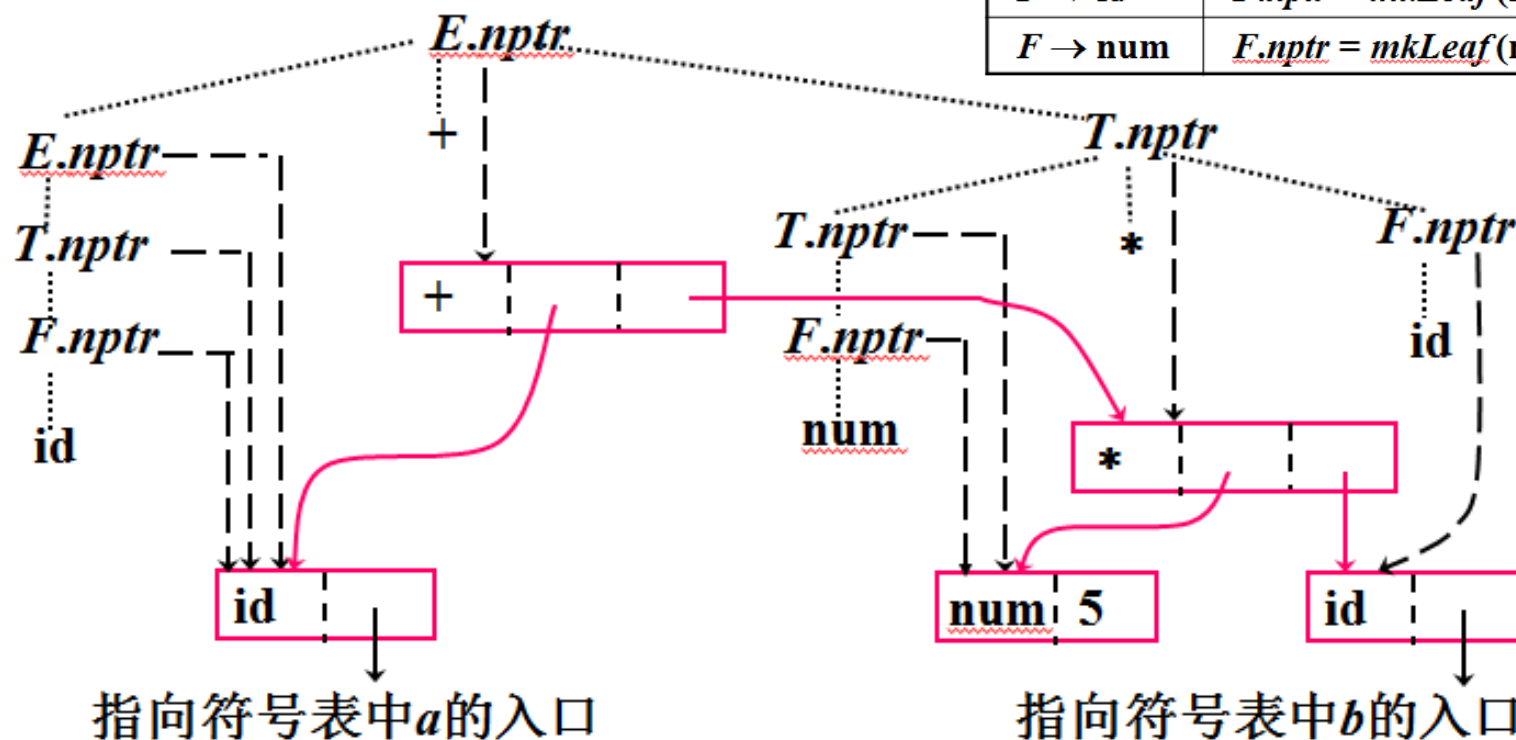 F → num F.nptr = mkLeaf (
E.nptr
+
T.nptr
E.nptr
T.nptr
*
F.nptr
T.nptr
+
F.nptr
F.nptr
id
id
num
*
id
num 5
id
指向符号表中a的入口
指向符号表中b的入口